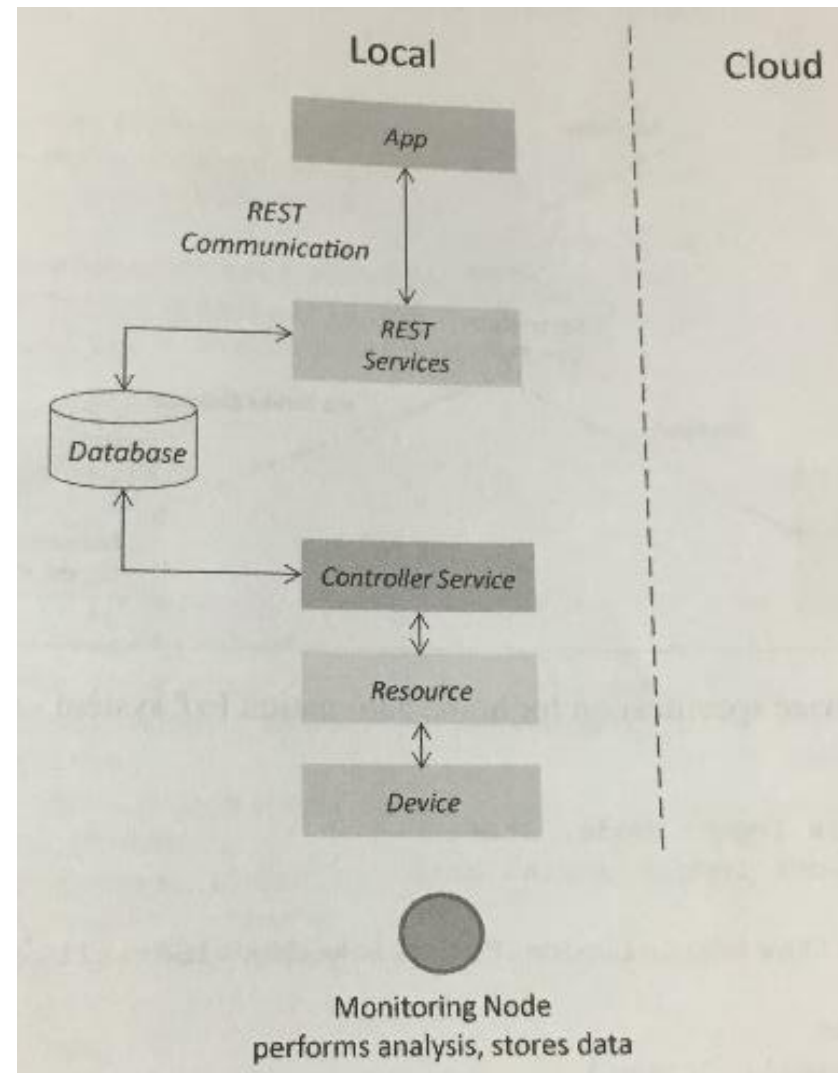 Local
Cloud
App
REST
Communication
REST
Services
Database
Controller Service
Resource
Device
Monitoring Node
performs analysis, stores data